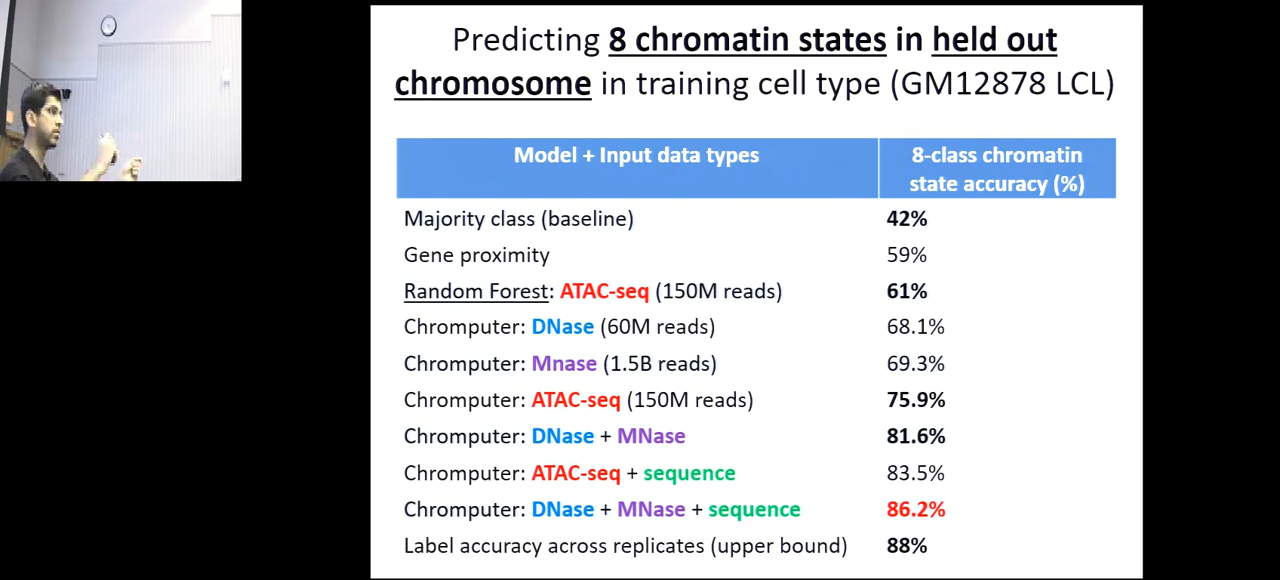 Predicting 8 chromatin states in held out
chromosome in training cell type (GM12878 LCL)
Model + Input data types
8-class chromatin
state accuracy (%)
Majority class (baseline) 42%
Gene proximity 59%
Random Forest: ATAC-seq (150M reads) 61%
Chromputer: DNase (60M reads) 68.1%
Chromputer: Mnase (1.5B reads) 69.3%
Chromputer: ATAC-seq (150M reads) 75.9%
Chromputer: DNase + MNase 81.6%
Chromputer: ATAC-seq + sequence 83.5%
Chromputer: DNase + MNase + sequence 86.2%
Label accuracy across replicates (upper bound) 88%